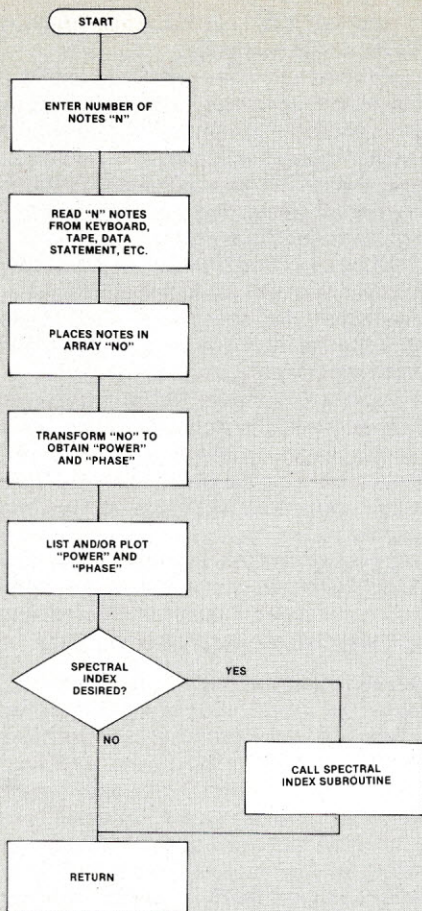 START
ENTER NUMBER OF
NOTES "N"
READ "N" NOTES
FROM KEYBOARD,
TAPE, DATA
STATEMENT, ETC.
PLACES NOTES IN
ARRAY "NO"
TRANSFORM "NO" TO
OBTAIN "POWER"
AND "PHASE"
LIST AND/OR PLOT
"POWER" AND
"PHASE"
SPECTRAL
INDEX
DESIRED?
YES
NO
CALL SPECTRAL
INDEX SUBROUTINE
RETURN